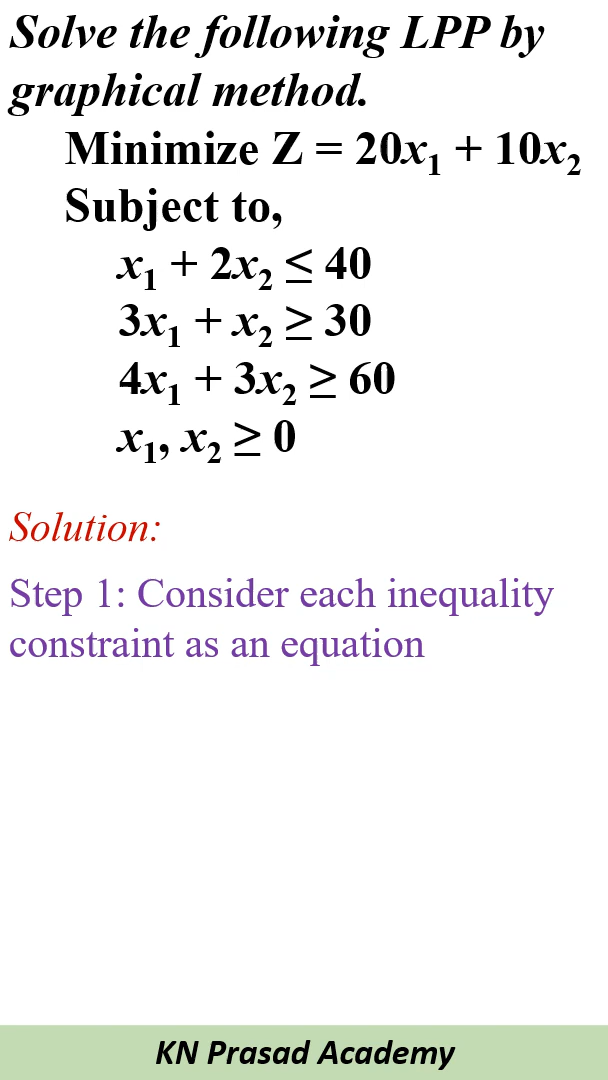 Solve the following LPP by
graphical method.
Minimize Z = 20x₁ + 10x₂
Subject to,
x₁ + 2x₂ ≤ 40
3x₁ + x₂ ≥ 30
4x₁ + 3x₂ ≥ 60
x₁, x₂ ≥ 0
Solution:
Step 1: Consider each inequality
constraint as an equation
KN Prasad Academy